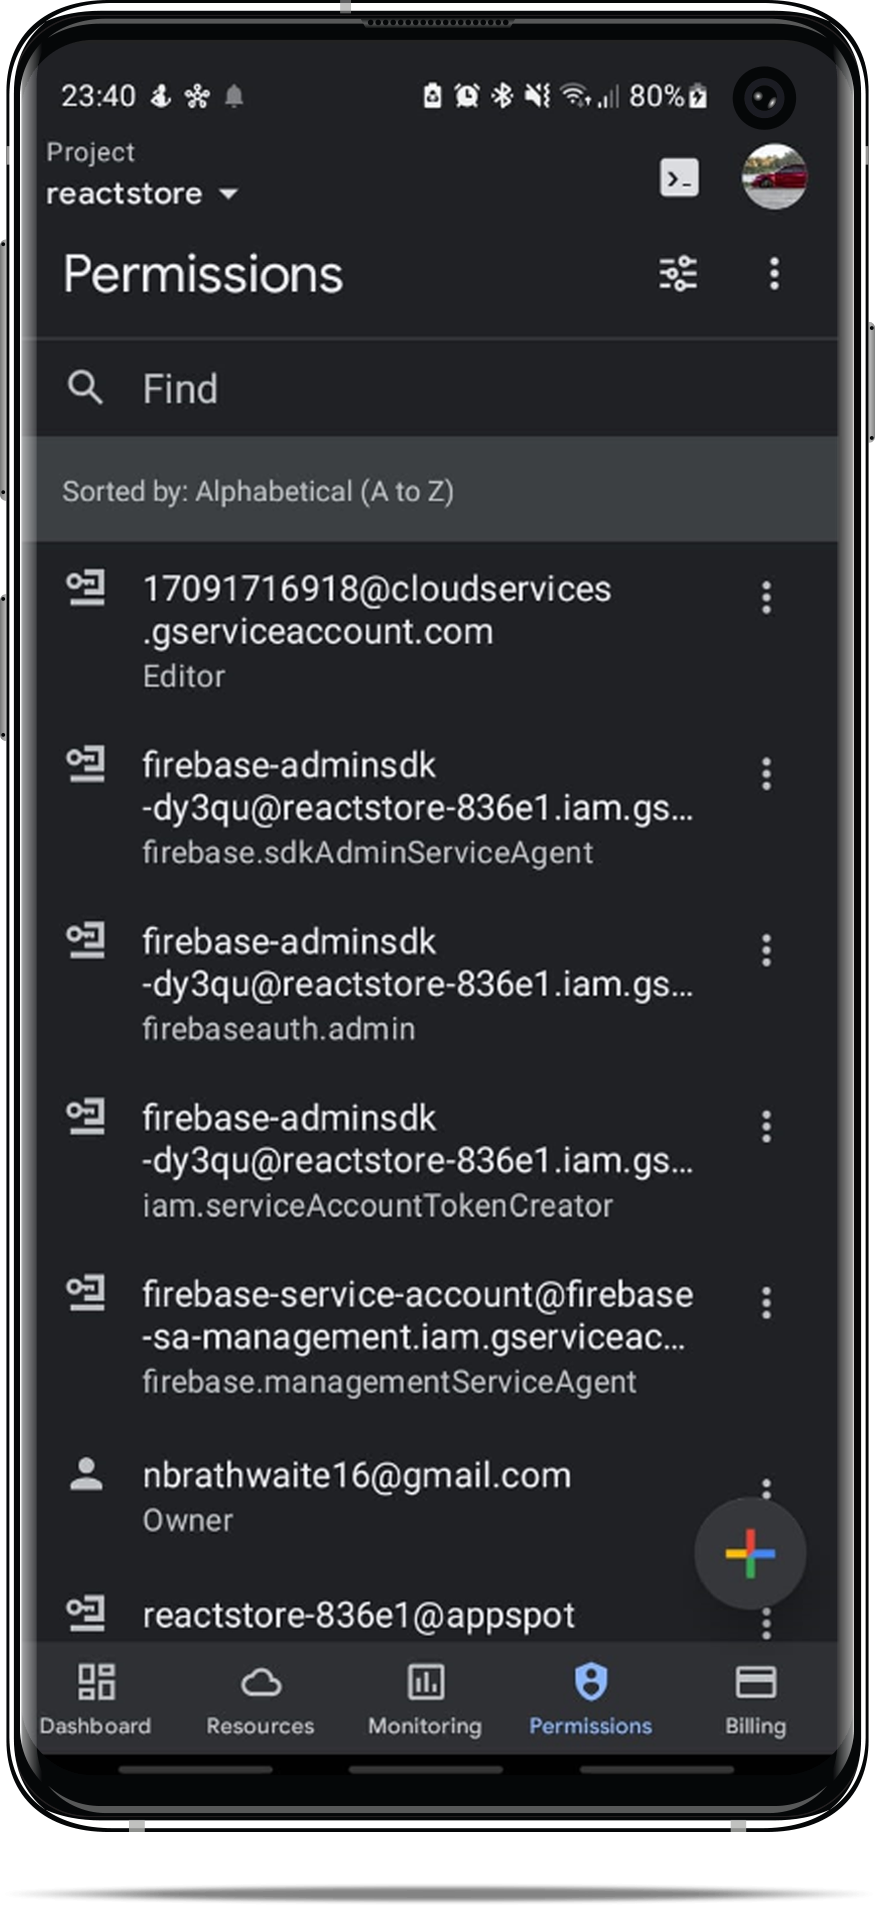 23:40
80%
Project
reactstore
Permissions
Find
Sorted by: Alphabetical (A to Z)
17091716918@cloudservices
.gserviceaccount.com
Editor
firebase-adminsdk
-dy3qu@reactstore-836e1.iam.gs...
firebase.sdkAdminServiceAgent
firebase-adminsdk
-dy3qu@reactstore-836e1.iam.gs...
firebaseauth.admin
firebase-adminsdk
-dy3qu@reactstore-836e1.iam.gs...
iam.serviceAccountTokenCreator
firebase-service-account@firebase
-sa-management.iam.gserviceac...
firebase.managementServiceAgent
nbrathwaite16@gmail.com
Owner
reactstore-836e1@appspot
Dashboard
Resources
Monitoring
Permissions
Billing